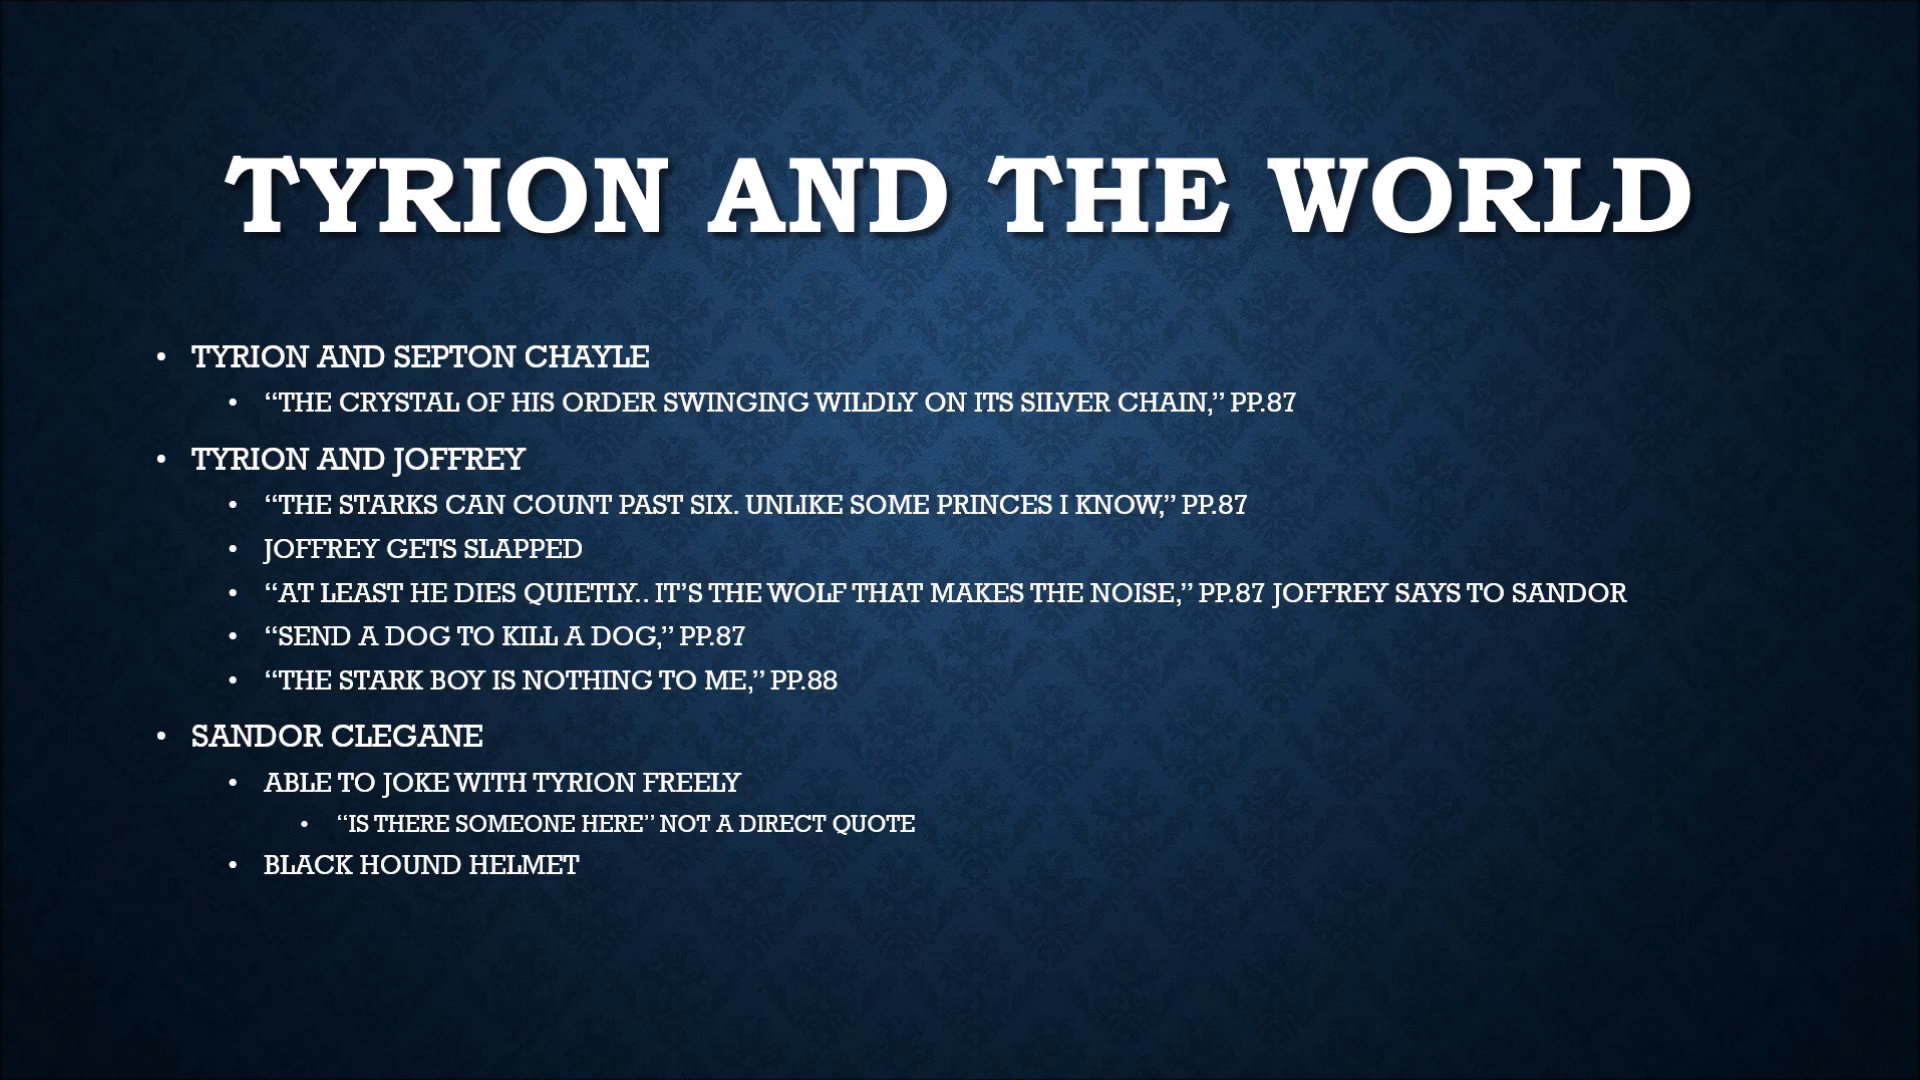 TYRION AND THE WORLD
• TYRION AND SEPTON CHAYLE
• “THE CRYSTAL OF HIS ORDER SWINGING WILDLY ON ITS SILVER CHAIN,” PP.87
• TYRION AND JOFFREY
• “THE STARKS CAN COUNT PAST SIX. UNLIKE SOME PRINCES I KNOW,” PP.87
• JOFFREY GETS SLAPPED
• “AT LEAST HE DIES QUIETLY.. IT’S THE WOLF THAT MAKES THE NOISE,” PP.87 JOFFREY SAYS TO SANDOR
• “SEND A DOG TO KILL A DOG,” PP.87
• “THE STARK BOY IS NOTHING TO ME,” PP.88
• SANDOR CLEGANE
• ABLE TO JOKE WITH TYRION FREELY
• “IS THERE SOMEONE HERE” NOT A DIRECT QUOTE
• BLACK HOUND HELMET